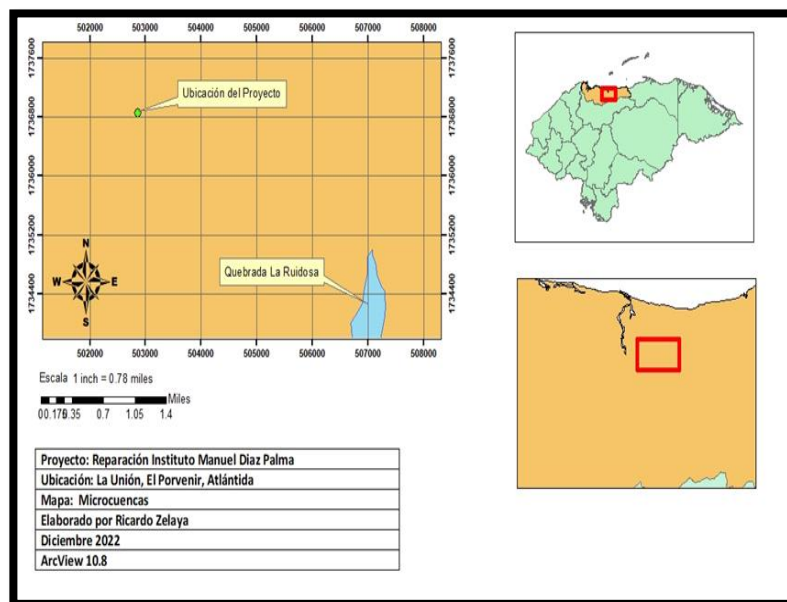 502000 503000 504000 505000 506000 507000 508000
1737600 1737600
Ubicación del Proyecto
1736800 1736800
1736000 1736000
1735200 1735200
N
W E
S
Quebrada La Ruidosa
1734400 1734400
502000 503000 504000 505000 506000 507000 508000
Escala 1 inch = 0.78 miles
Miles
00.1750.35 0.7 1.05 1.4
Proyecto: Reparación Instituto Manuel Diaz Palma
Ubicación: La Unión, El Porvenir, Atlántida
Mapa: Microcuencas
Elaborado por Ricardo Zelaya
Diciembre 2022
ArcView 10.8